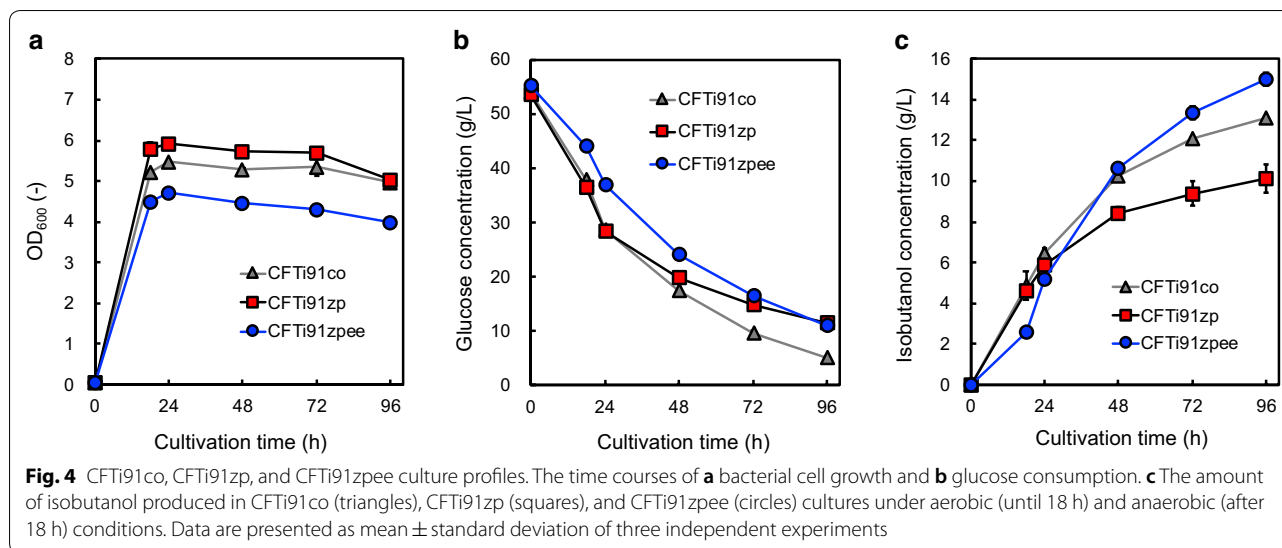 a
8
7
6
5
4
3
2
1
0
OD600 (-)
CFTi91co
CFTi91zp
CFTi91zpee
0 24 48 72 96
Cultivation time (h)
b
60
50
40
30
20
10
0
Glucose concentration (g/L)
CFTi91co
CFTi91zp
CFTi91zpee
0 24 48 72 96
Cultivation time (h)
c
16
14
12
10
8
6
4
2
0
Isobutanol concentration (g/L)
CFTi91co
CFTi91zp
CFTi91zpee
0 24 48 72 96
Cultivation time (h)
Fig. 4 CFTi91co, CFTi91zp, and CFTi91zpee culture profiles. The time courses of a bacterial cell growth and b glucose consumption. c The amount
of isobutanol produced in CFTi91co (triangles), CFTi91zp (squares), and CFTi91zpee (circles) cultures under aerobic (until 18 h) and anaerobic (after
18 h) conditions. Data are presented as mean ± standard deviation of three independent experiments